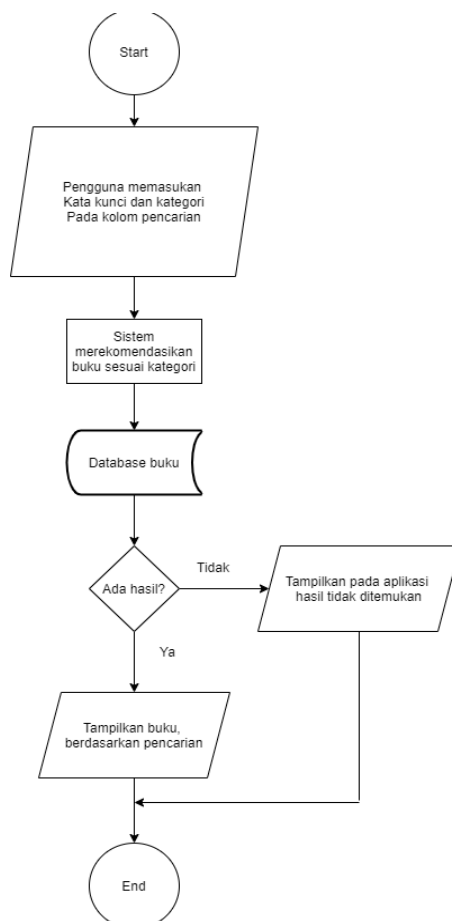 Start
Pengguna memasukan
Kata kunci dan kategori
Pada kolom pencarian
Sistem
merekomendasikan
buku sesuai kategori
Database buku
Ada hasil?
Tidak
Tampilkan pada aplikasi
hasil tidak ditemukan
Ya
Tampilkan buku,
berdasarkan pencarian
End